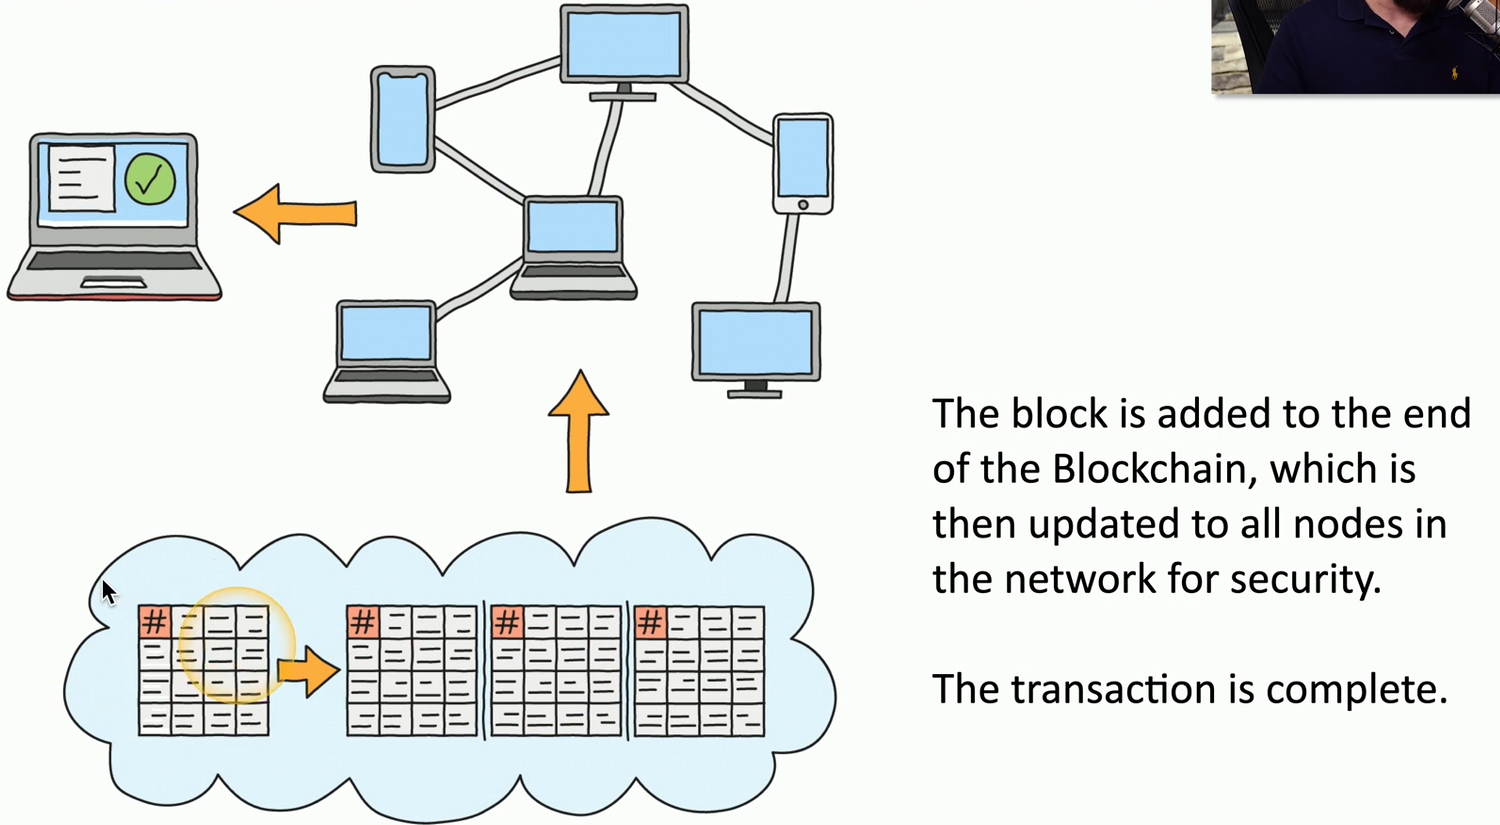 #
#
#
#
The block is added to the end
of the Blockchain, which is
then updated to all nodes in
the network for security.
The transaction is complete.